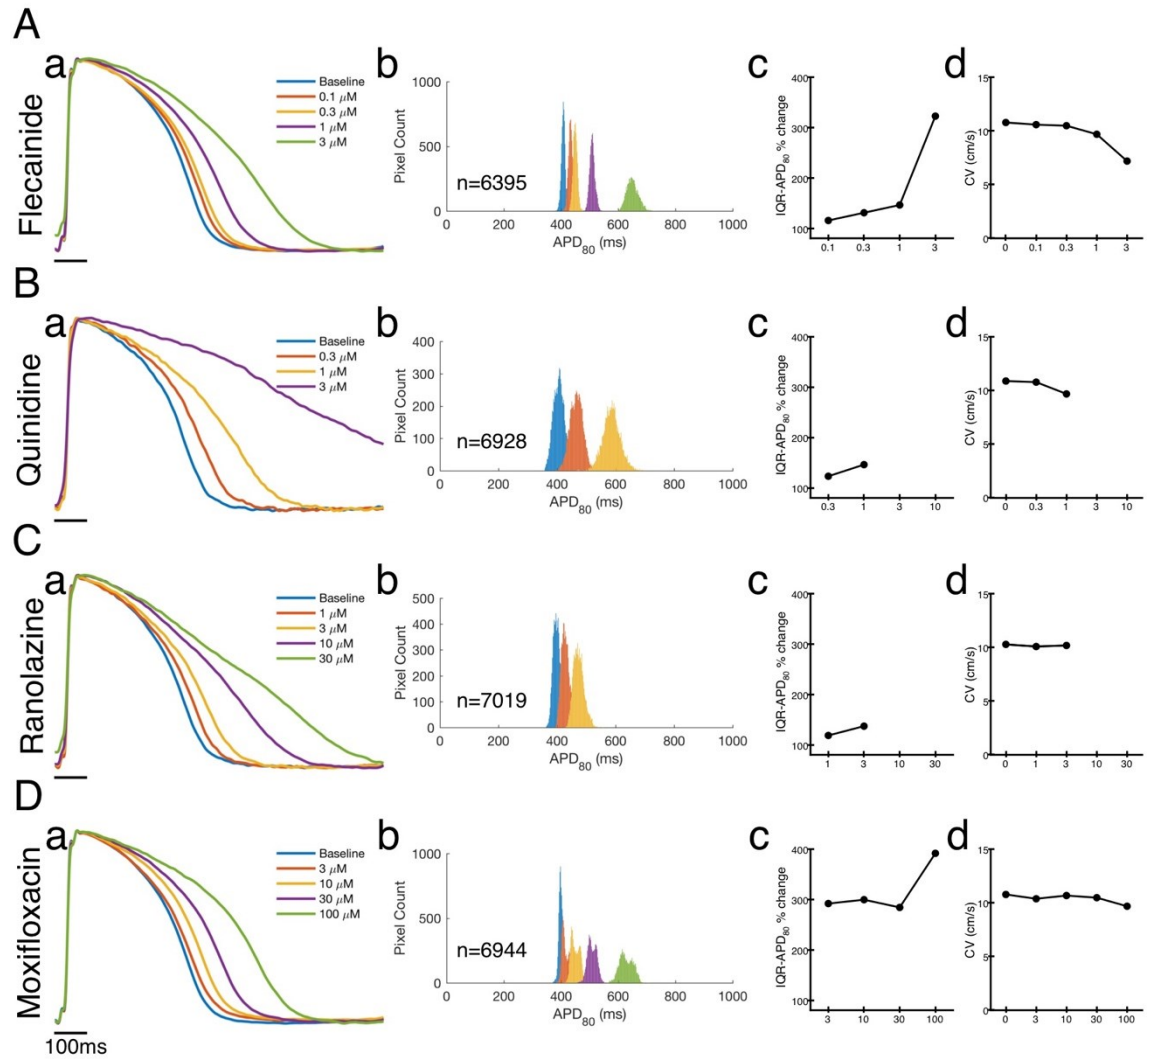 A
Flecainide
a
Baseline
0.1 μM
0.3 μM
1 μM
3 μM
b
Pixel Count
1000
500
0
n=6395
0 200 400 600 800 1000
APD80 (ms)
c
IQR-APD80 % change
400
300
200
100
0.1 0.3 1 3
d
CV (cm/s)
15
10
5
0
0 0.1 0.3 1 3
B
Quinidine
a
Baseline
0.3 μM
1 μM
3 μM
b
Pixel Count
400
300
200
100
0
n=6928
0 200 400 600 800 1000
APD80 (ms)
c
IQR-APD80 % change
400
300
200
100
0.3 1 3 10
d
CV (cm/s)
15
10
5
0
0 0.3 1 3 10
C
Ranolazine
a
Baseline
1 μM
3 μM
10 μM
30 μM
b
Pixel Count
500
400
300
200
100
0
n=7019
0 200 400 600 800 1000
APD80 (ms)
c
IQR-APD80 % change
400
300
200
100
1 3 10 30
d
CV (cm/s)
15
10
5
0
0 1 3 10 30
D
Moxifloxacin
a
Baseline
3 μM
10 μM
30 μM
100 μM
100ms
b
Pixel Count
1000
500
0
n=6944
0 200 400 600 800 1000
APD80 (ms)
c
IQR-APD80 % change
400
300
200
100
3 10 30 100
d
CV (cm/s)
15
10
5
0
0 3 10 30 100